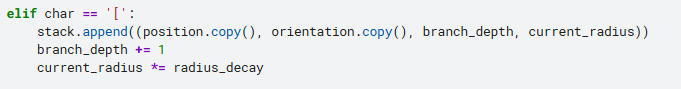 elif char == '[':
    stack.append((position.copy(), orientation.copy(), branch_depth, current_radius))
    branch_depth += 1
    current_radius *= radius_decay